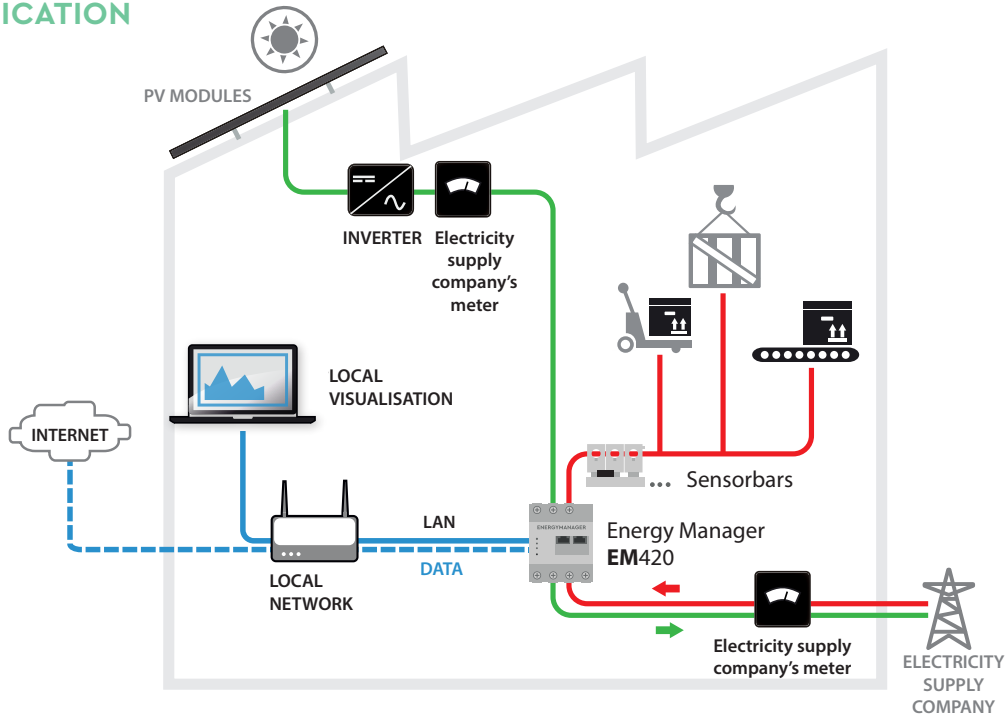 ICATION
PV MODULES
INVERTER
Electricity
supply
company's
meter
LOCAL
VISUALISATION
INTERNET
... Sensorbars
LAN
DATA
ENERGYMANAGER
Energy Manager
EM420
LOCAL
NETWORK
Electricity supply
company's meter
ELECTRICITY
SUPPLY
COMPANY